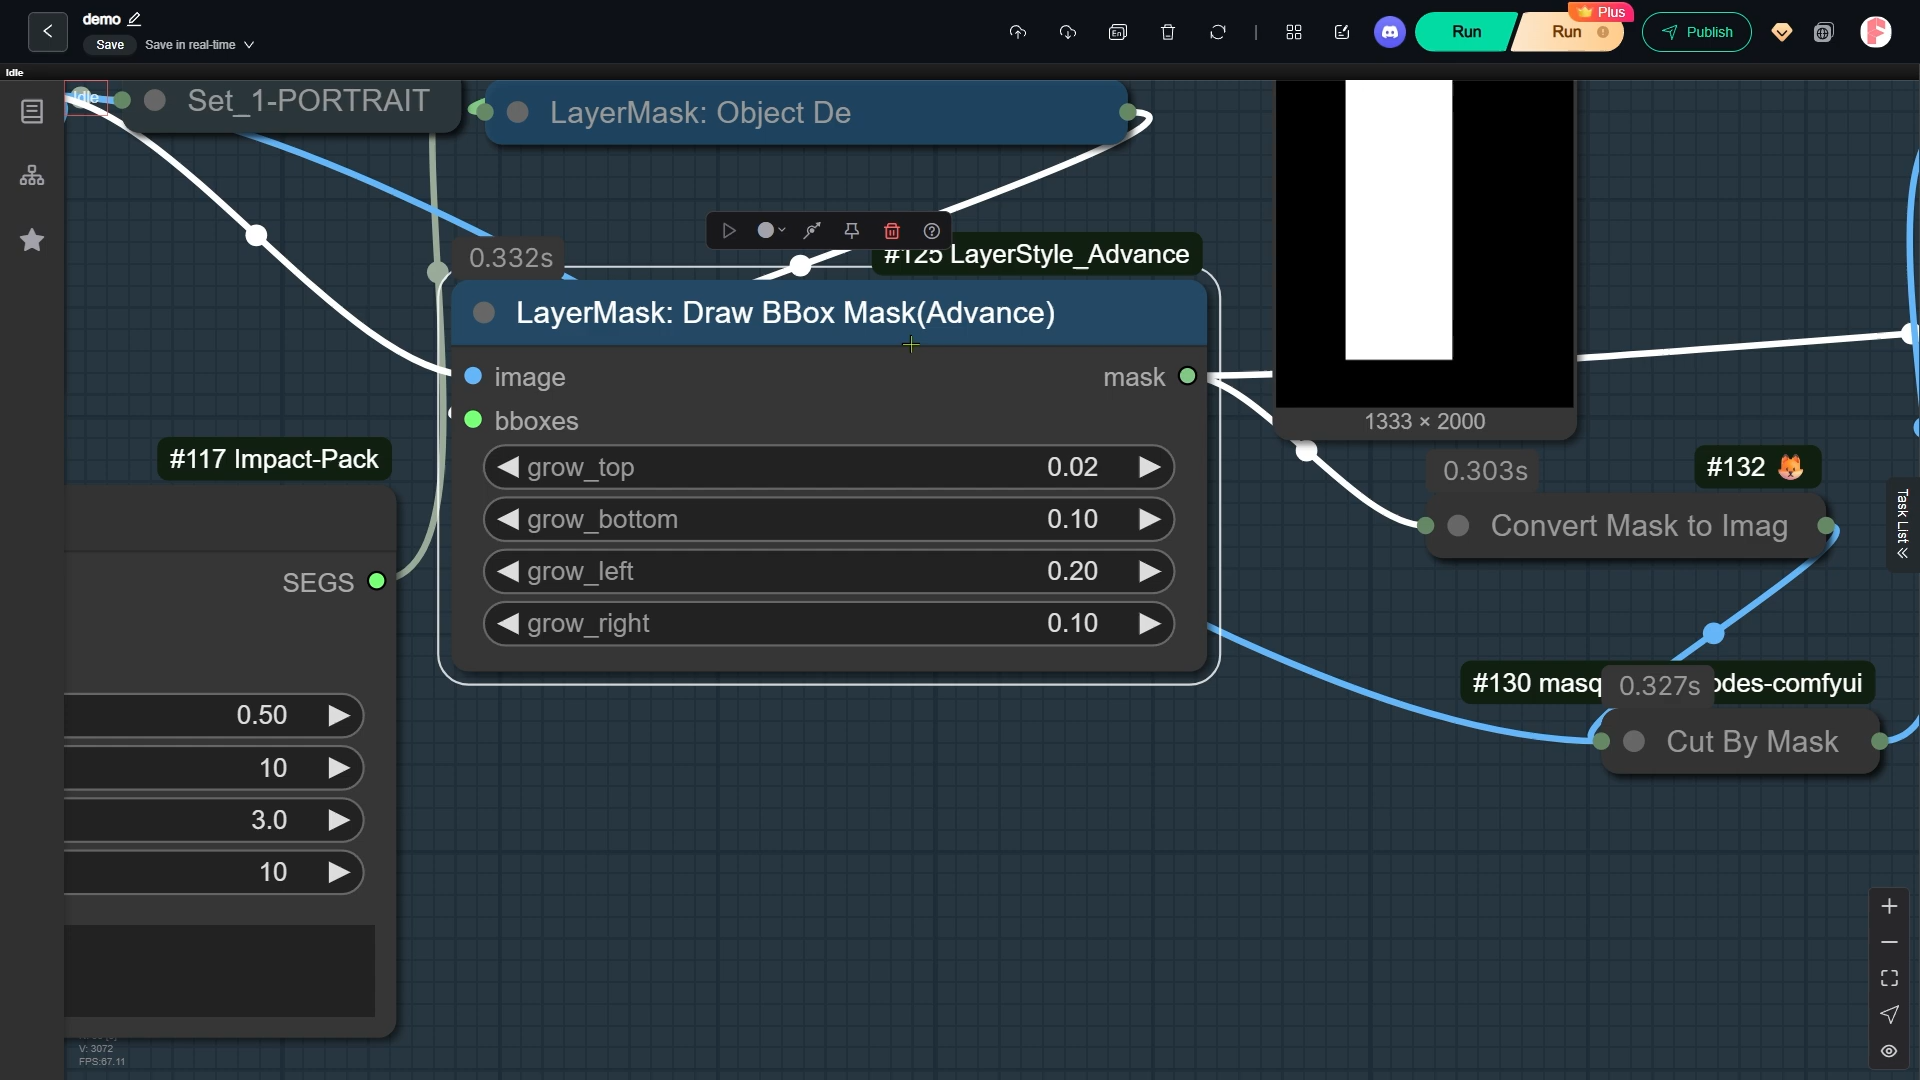 demo
Save
Save in real-time
En
Run
Run
Plus
Publish
Idle
Idle
Set_1-PORTRAIT
LayerMask: Object De
0.332s
#125 LayerStyle_Advance
LayerMask: Draw BBox Mask(Advance)
image
mask
bboxes
grow_top
0.02
grow_bottom
0.10
grow_left
0.20
grow_right
0.10
#117 Impact-Pack
SEGS
0.50
10
3.0
10
1333 × 2000
0.303s
#132
Convert Mask to Imag
#130 masq
0.327s
odes-comfyui
Cut By Mask
Task List
V: 3072
FPS:67.11